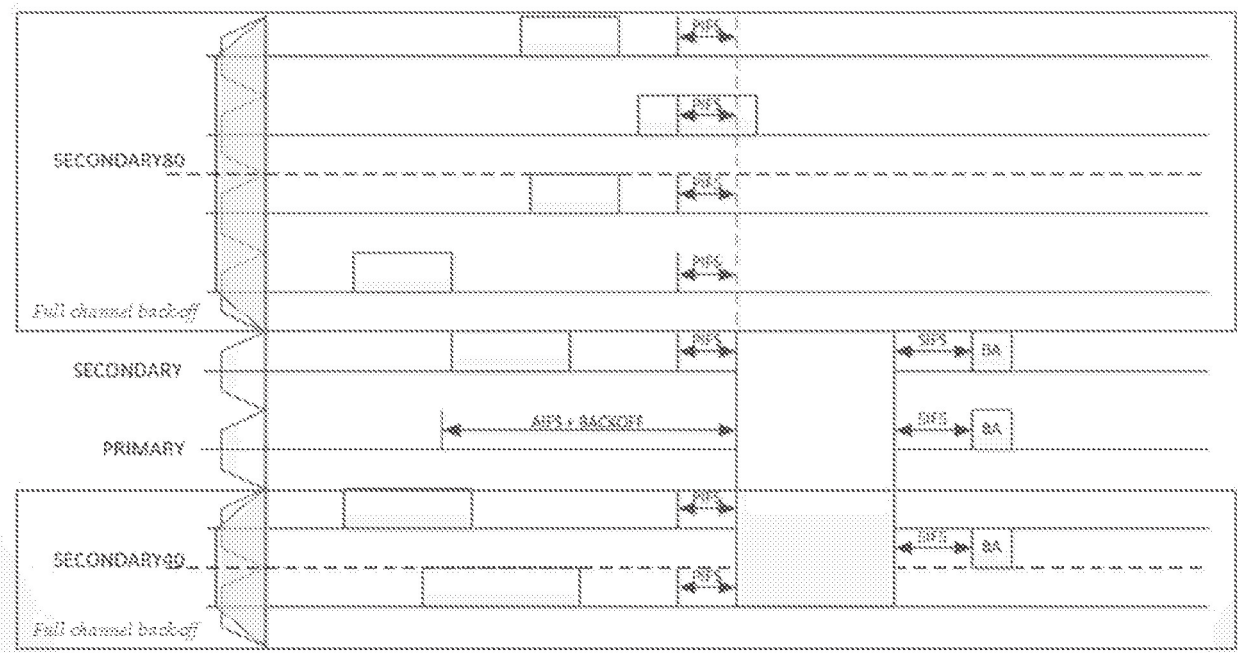 PIFS
PIFS
SECONDARY80
PIFS
PIFS
Full channel back-off
SECONDARY
PIFS
SIFS
BA
PRIMARY
AIFS + BACKOFF
SIFS
BA
PIFS
SIFS
BA
SECONDARY40
PIFS
Full channel back-off